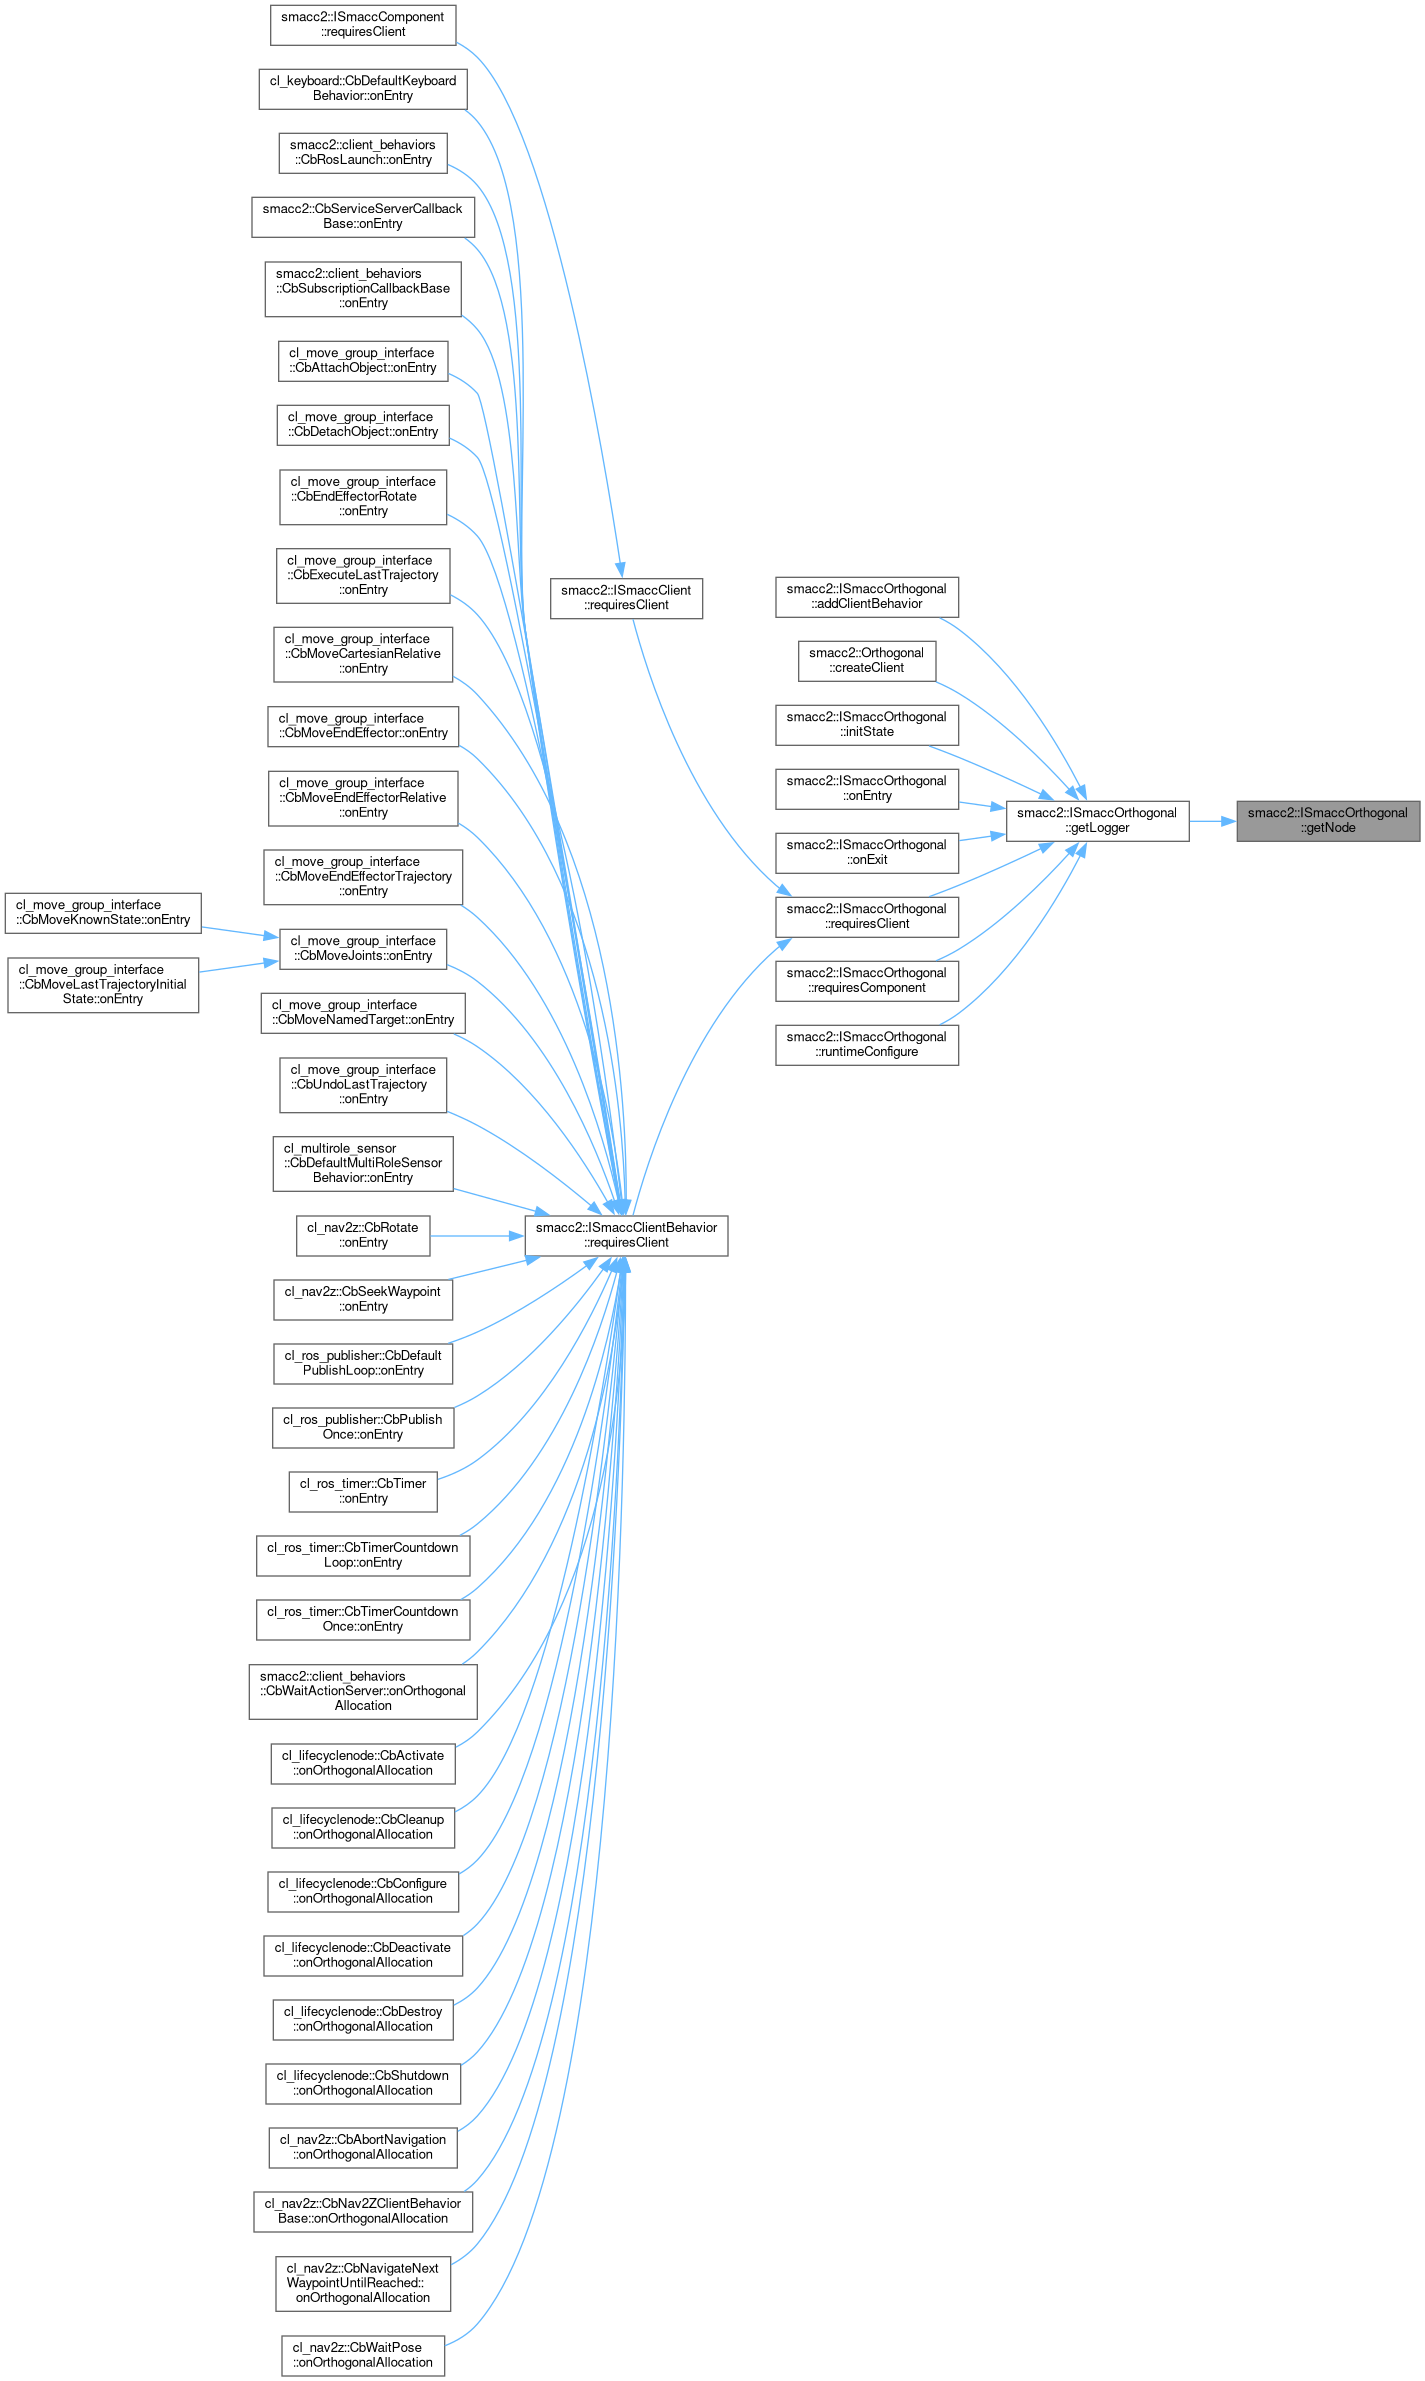 smacc2::ISmaccComponent
::requiresClient
cl_keyboard::CbDefaultKeyboard
Behavior::onEntry
smacc2::client_behaviors
::CbRosLaunch::onEntry
smacc2::CbServiceServerCallback
Base::onEntry
smacc2::client_behaviors
::CbSubscriptionCallbackBase
::onEntry
cl_move_group_interface
::CbAttachObject::onEntry
cl_move_group_interface
::CbDetachObject::onEntry
cl_move_group_interface
::CbEndEffectorRotate
::onEntry
cl_move_group_interface
::CbExecuteLastTrajectory
::onEntry
cl_move_group_interface
::CbMoveCartesianRelative
::onEntry
cl_move_group_interface
::CbMoveEndEffector::onEntry
cl_move_group_interface
::CbMoveEndEffectorRelative
::onEntry
cl_move_group_interface
::CbMoveEndEffectorTrajectory
::onEntry
cl_move_group_interface
::CbMoveKnownState::onEntry
cl_move_group_interface
::CbMoveLastTrajectoryInitial
State::onEntry
cl_move_group_interface
::CbMoveJoints::onEntry
cl_move_group_interface
::CbMoveNamedTarget::onEntry
cl_move_group_interface
::CbUndoLastTrajectory
::onEntry
cl_multirole_sensor
::CbDefaultMultiRoleSensor
Behavior::onEntry
cl_nav2z::CbRotate
::onEntry
cl_nav2z::CbSeekWaypoint
::onEntry
cl_ros_publisher::CbDefault
PublishLoop::onEntry
cl_ros_publisher::CbPublish
Once::onEntry
cl_ros_timer::CbTimer
::onEntry
cl_ros_timer::CbTimerCountdown
Loop::onEntry
cl_ros_timer::CbTimerCountdown
Once::onEntry
smacc2::client_behaviors
::CbWaitActionServer::onOrthogonal
Allocation
cl_lifecyclenode::CbActivate
::onOrthogonalAllocation
cl_lifecyclenode::CbCleanup
::onOrthogonalAllocation
cl_lifecyclenode::CbConfigure
::onOrthogonalAllocation
cl_lifecyclenode::CbDeactivate
::onOrthogonalAllocation
cl_lifecyclenode::CbDestroy
::onOrthogonalAllocation
cl_lifecyclenode::CbShutdown
::onOrthogonalAllocation
cl_nav2z::CbAbortNavigation
::onOrthogonalAllocation
cl_nav2z::CbNav2ZClientBehavior
Base::onOrthogonalAllocation
cl_nav2z::CbNavigateNext
WaypointUntilReached::
onOrthogonalAllocation
cl_nav2z::CbWaitPose
::onOrthogonalAllocation
smacc2::ISmaccClient
::requiresClient
smacc2::ISmaccClientBehavior
::requiresClient
smacc2::ISmaccOrthogonal
::addClientBehavior
smacc2::Orthogonal
::createClient
smacc2::ISmaccOrthogonal
::initState
smacc2::ISmaccOrthogonal
::onEntry
smacc2::ISmaccOrthogonal
::onExit
smacc2::ISmaccOrthogonal
::requiresClient
smacc2::ISmaccOrthogonal
::requiresComponent
smacc2::ISmaccOrthogonal
::runtimeConfigure
smacc2::ISmaccOrthogonal
::getLogger
smacc2::ISmaccOrthogonal
::getNode